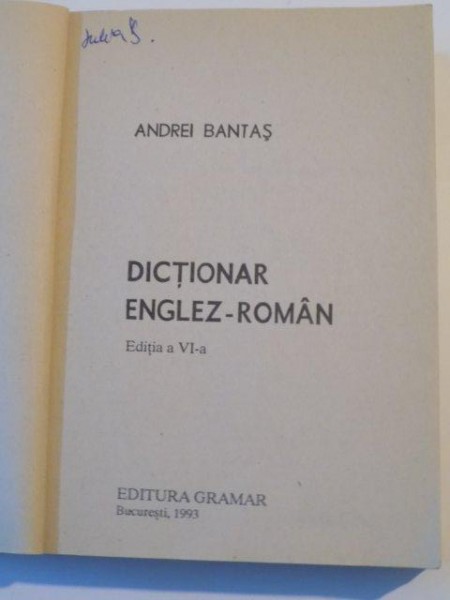 ANDREI BANTAȘ
DICȚIONAR
ENGLEZ-ROMÂN
Ediția a VI-a
EDITURA GRAMAR
București, 1993